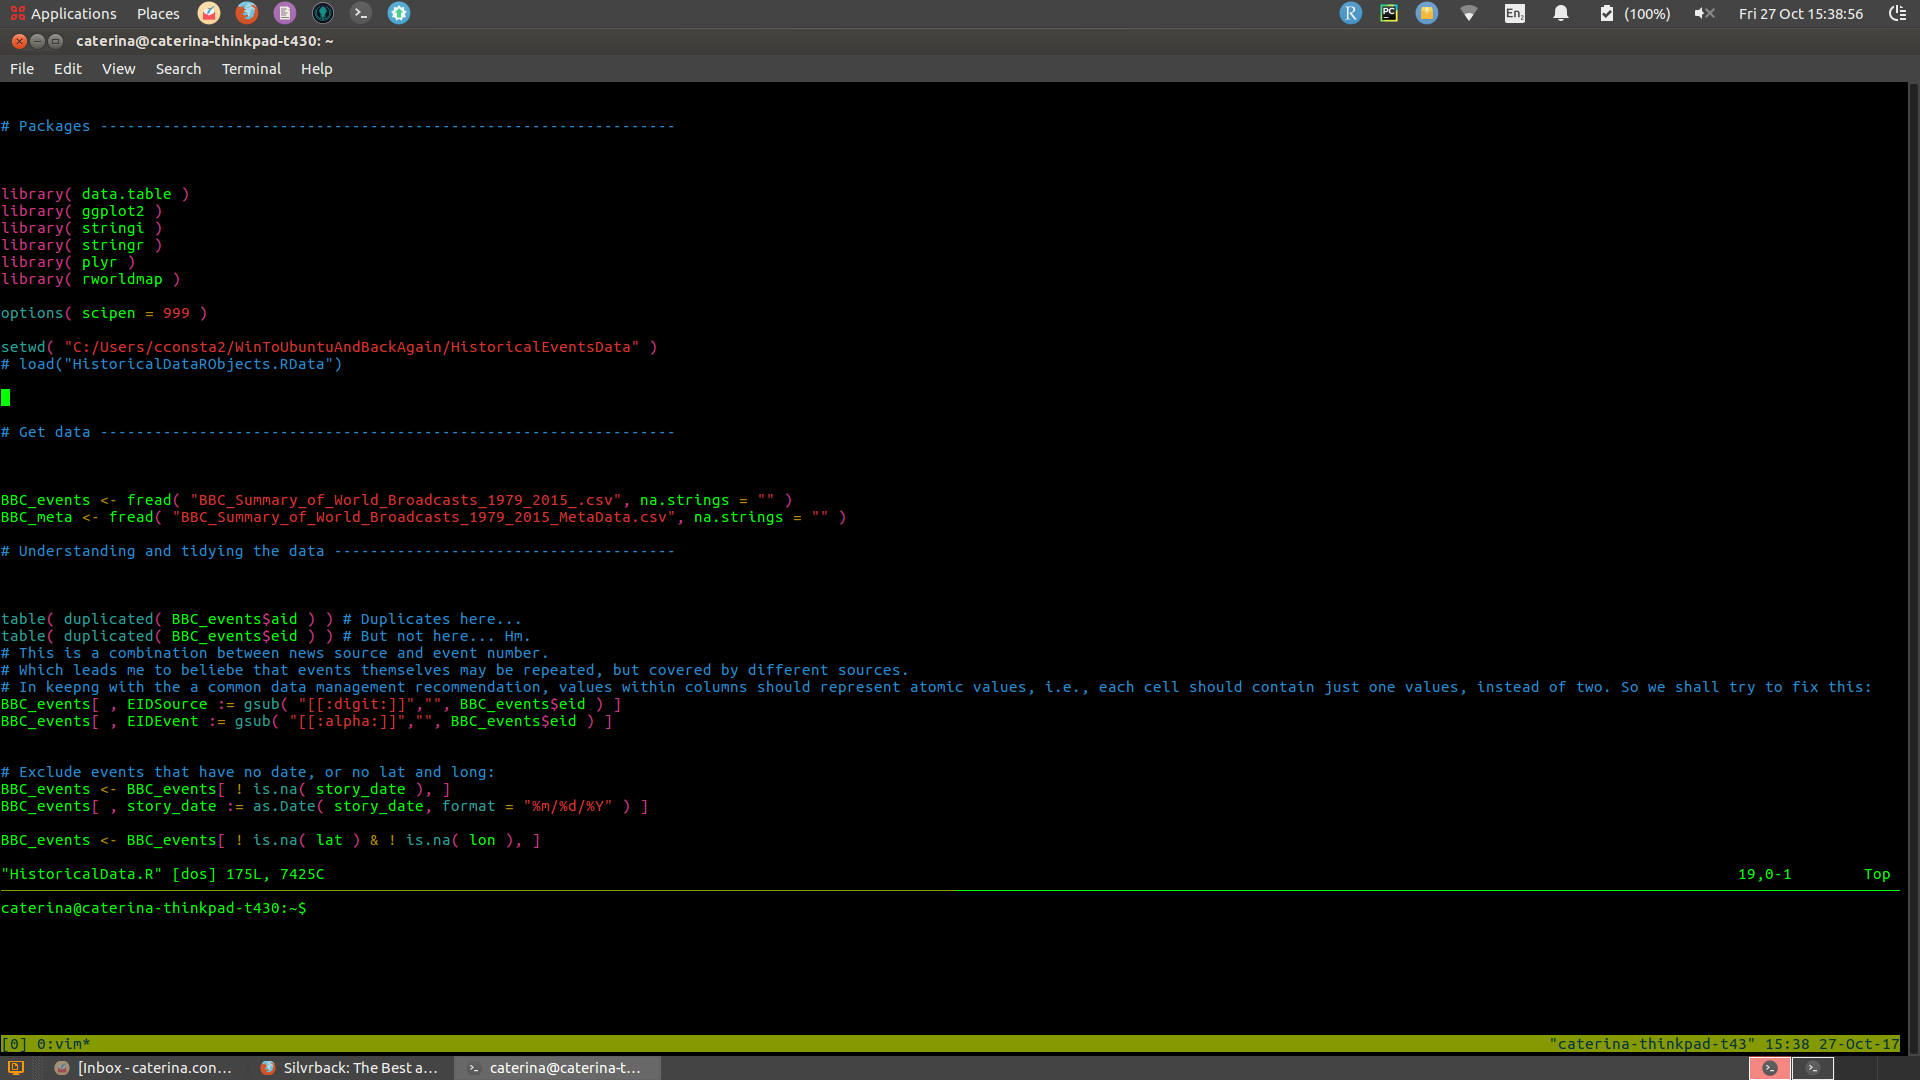 Applications Places En2 (100%) Fri 27 Oct 15:38:56
caterina@caterina-thinkpad-t430: ~
File Edit View Search Terminal Help
# Packages ----------------------------------------------------------------
library( data.table )
library( ggplot2 )
library( stringi )
library( stringr )
library( plyr )
library( rworldmap )
options( scipen = 999 )
setwd( "C:/Users/cconsta2/WinToUbuntuAndBackAgain/HistoricalEventsData" )
# load("HistoricalDataRObjects.RData")
# Get data ----------------------------------------------------------------
BBC_events <- fread( "BBC_Summary_of_World_Broadcasts_1979_2015_.csv", na.strings = "" )
BBC_meta <- fread( "BBC_Summary_of_World_Broadcasts_1979_2015_MetaData.csv", na.strings = "" )
# Understanding and tidying the data --------------------------------------
table( duplicated( BBC_events$aid ) ) # Duplicates here...
table( duplicated( BBC_events$eid ) ) # But not here... Hm.
# This is a combination between news source and event number.
# Which leads me to beliebe that events themselves may be repeated, but covered by different sources.
# In keepng with the a common data management recommendation, values within columns should represent atomic values, i.e., each cell should contain just one values, instead of two. So we shall try to fix this:
BBC_events[ , EIDSource := gsub( "[[:digit:]]","", BBC_events$eid ) ]
BBC_events[ , EIDEvent := gsub( "[[:alpha:]]","", BBC_events$eid ) ]
# Exclude events that have no date, or no lat and long:
BBC_events <- BBC_events[ ! is.na( story_date ), ]
BBC_events[ , story_date := as.Date( story_date, format = "%m/%d/%Y" ) ]
BBC_events <- BBC_events[ ! is.na( lat ) & ! is.na( lon ), ]
"HistoricalData.R" [dos] 175L, 7425C 19,0-1 Top
caterina@caterina-thinkpad-t430:~$
[0] 0:vim* "caterina-thinkpad-t43" 15:38 27-Oct-17
[Inbox - caterina.con... Silvrback: The Best a... caterina@caterina-t...